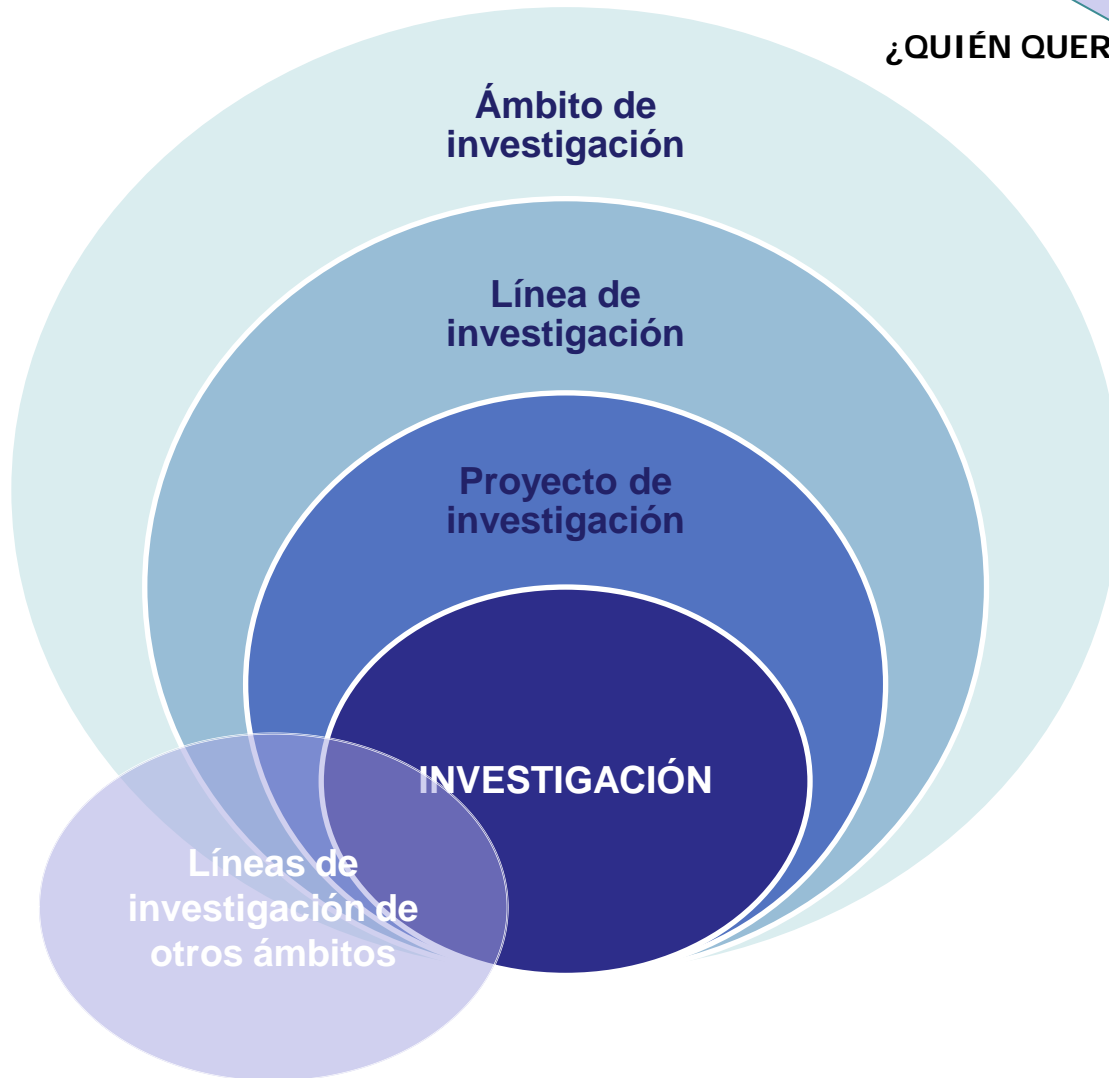 ¿QUIÉN QUER
Ámbito de
investigación
Línea de
investigación
Proyecto de
investigación
INVESTIGACIÓN
Líneas de
investigación de
otros ámbitos